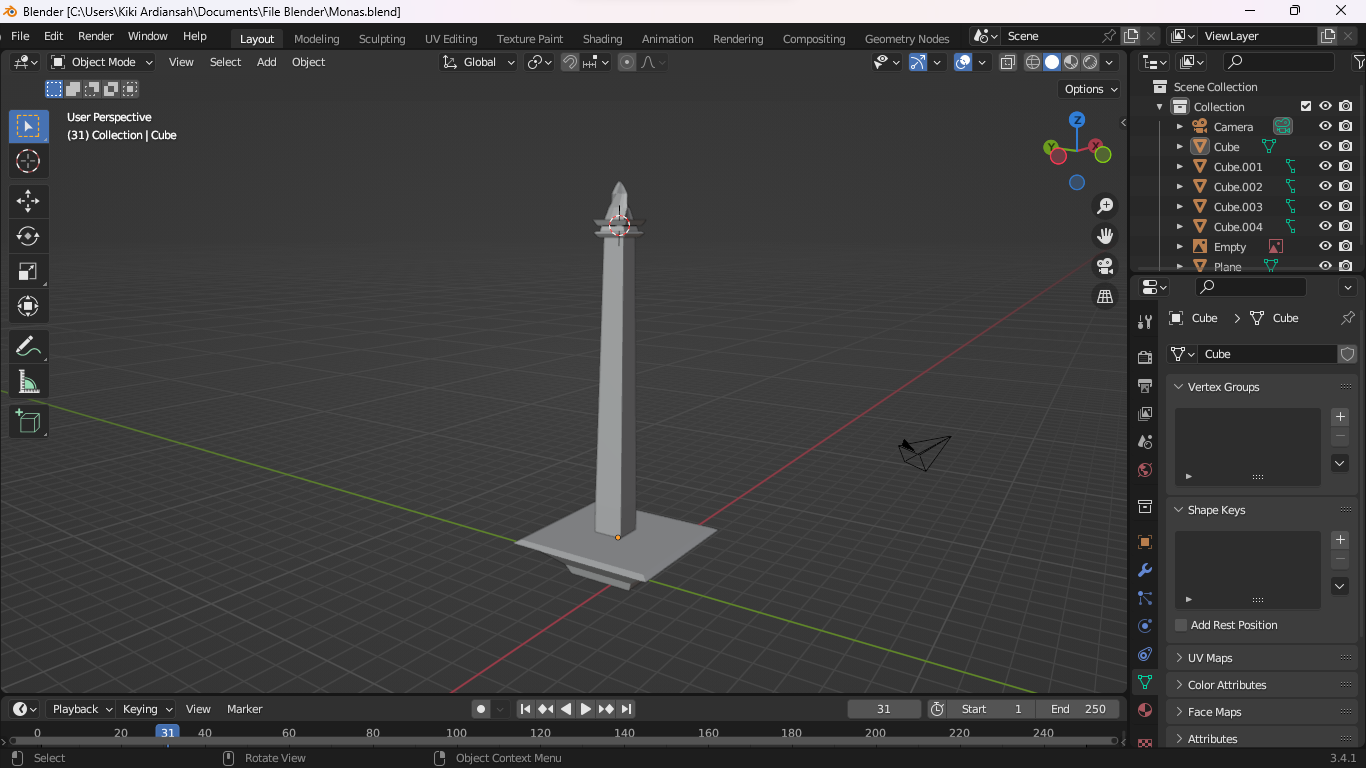 Blender [C:\Users\Kiki Ardiansah\Documents\File Blender\Monas.blend]
File Edit Render Window Help Layout Modeling Sculpting UV Editing Texture Paint Shading Animation Rendering Compositing Geometry Nodes Scene ViewLayer
Object Mode View Select Add Object Global
Options
User Perspective
(31) Collection | Cube
Z
Y
X
Scene Collection
Collection
Camera
Cube
Cube.001
Cube.002
Cube.003
Cube.004
Empty
Plane
Cube > Cube
Cube
Vertex Groups
Shape Keys
Add Rest Position
UV Maps
Color Attributes
Face Maps
Attributes
Playback Keying View Marker 31 Start 1 End 250
0 20 31 40 60 80 100 120 140 160 180 200 220 240
Select Rotate View Object Context Menu 3.4.1